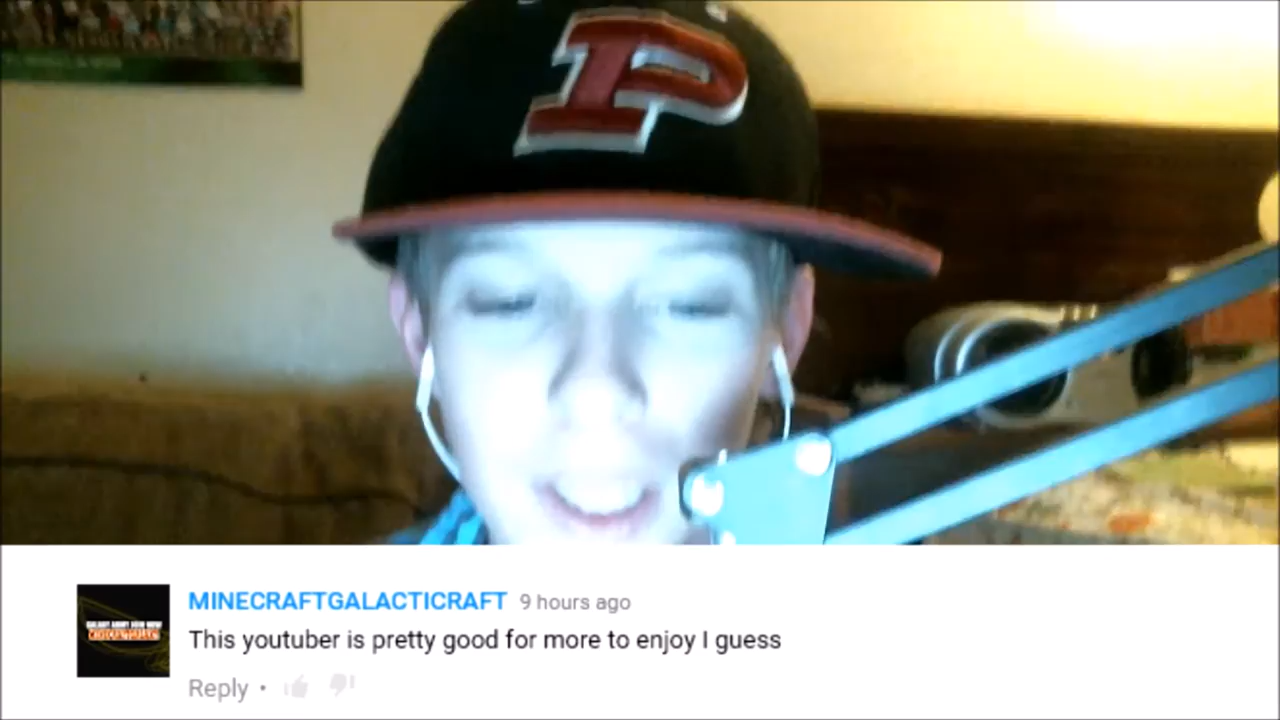 P
MINECRAFTGALACTICRAFT 9 hours ago
This youtuber is pretty good for more to enjoy I guess
Reply •